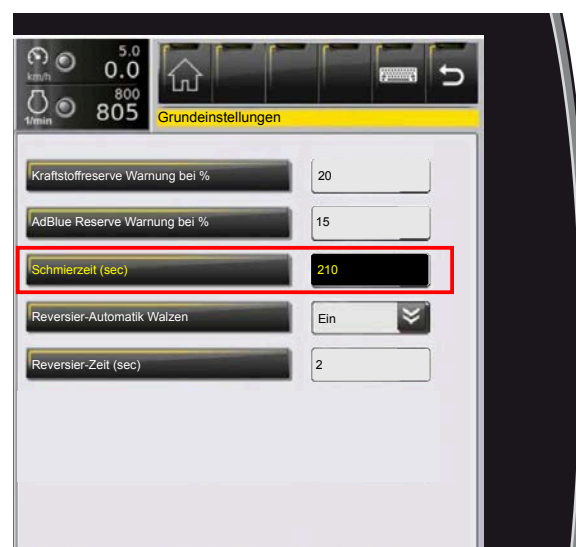 5.0
km/h 0.0
800
1/min 805
Grundeinstellungen
Kraftstoffreserve Warnung bei % 20
AdBlue Reserve Warnung bei % 15
Schmierzeit (sec) 210
Reversier-Automatik Walzen Ein
Reversier-Zeit (sec) 2